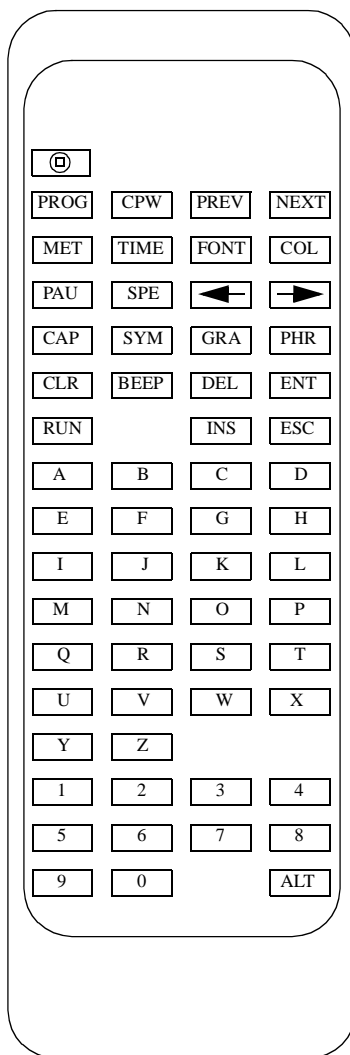 PROG CPW PREV NEXT
MET TIME FONT COL
PAU SPE
CAP SYM GRA PHR
CLR BEEP DEL ENT
RUN INS ESC
A B C D
E F G H
I J K L
M N O P
Q R S T
U V W X
Y Z
1 2 3 4
5 6 7 8
9 0 ALT